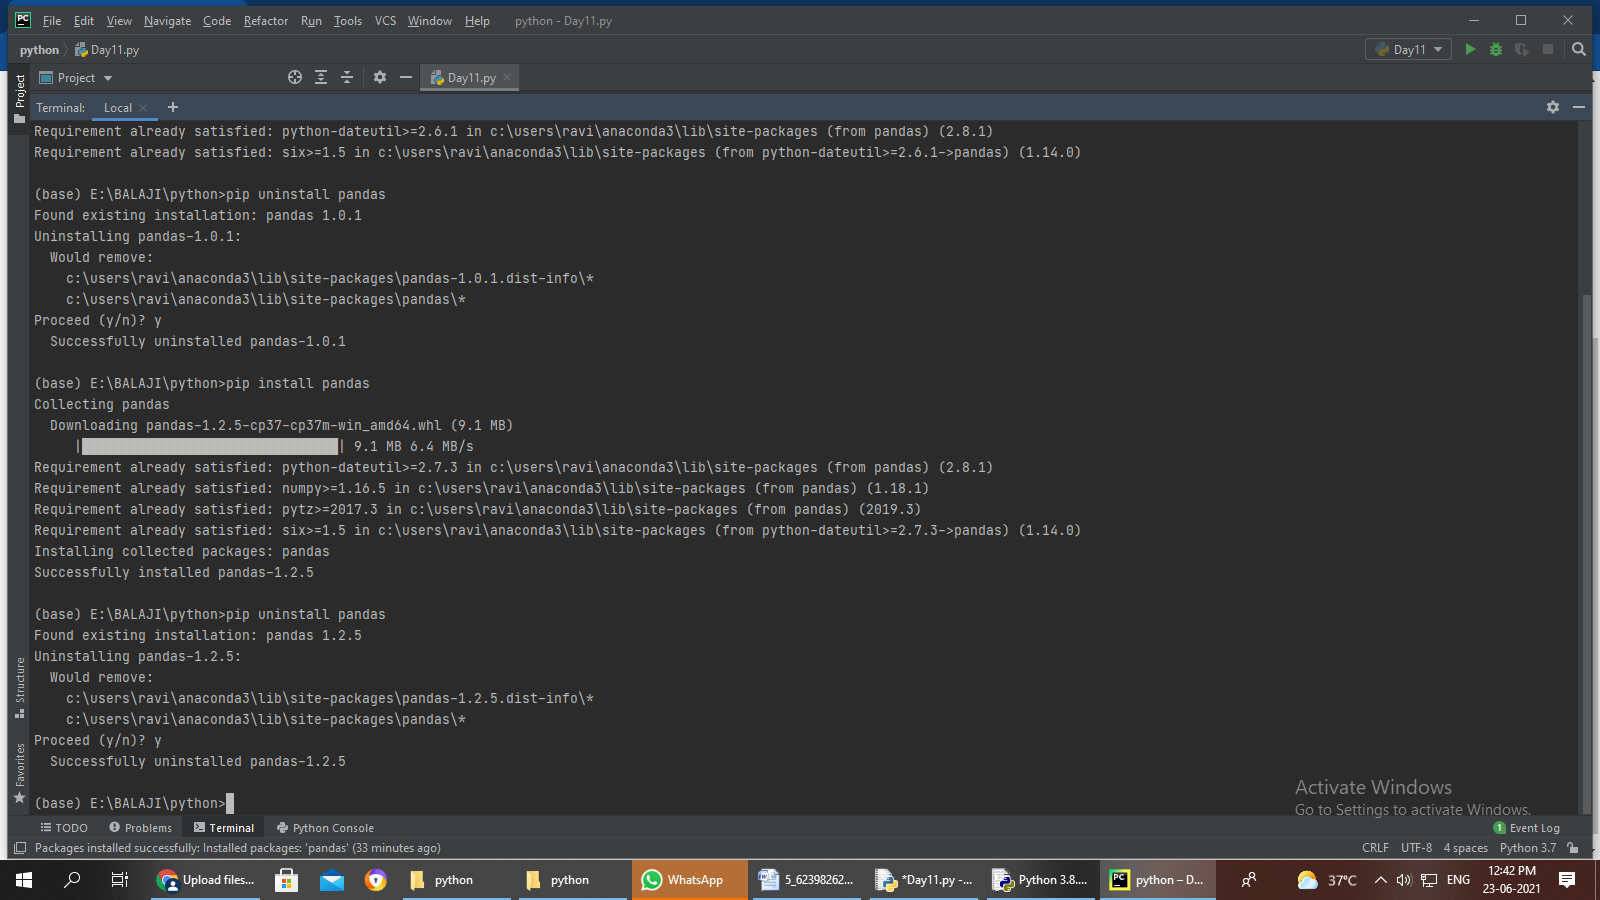 File Edit View Navigate Code Refactor Run Tools VCS Window Help python - Day11.py
python Day11.py Day11
Project Project Day11.py
Terminal: Local +
Requirement already satisfied: python-dateutil>=2.6.1 in c:\users\ravi\anaconda3\lib\site-packages (from pandas) (2.8.1)
Requirement already satisfied: six>=1.5 in c:\users\ravi\anaconda3\lib\site-packages (from python-dateutil>=2.6.1->pandas) (1.14.0)
(base) E:\BALAJI\python>pip uninstall pandas
Found existing installation: pandas 1.0.1
Uninstalling pandas-1.0.1:
Would remove:
c:\users\ravi\anaconda3\lib\site-packages\pandas-1.0.1.dist-info\*
c:\users\ravi\anaconda3\lib\site-packages\pandas\*
Proceed (y/n)? y
Successfully uninstalled pandas-1.0.1
(base) E:\BALAJI\python>pip install pandas
Collecting pandas
Downloading pandas-1.2.5-cp37-cp37m-win_amd64.whl (9.1 MB)
| | 9.1 MB 6.4 MB/s
Requirement already satisfied: python-dateutil>=2.7.3 in c:\users\ravi\anaconda3\lib\site-packages (from pandas) (2.8.1)
Requirement already satisfied: numpy>=1.16.5 in c:\users\ravi\anaconda3\lib\site-packages (from pandas) (1.18.1)
Requirement already satisfied: pytz>=2017.3 in c:\users\ravi\anaconda3\lib\site-packages (from pandas) (2019.3)
Requirement already satisfied: six>=1.5 in c:\users\ravi\anaconda3\lib\site-packages (from python-dateutil>=2.7.3->pandas) (1.14.0)
Installing collected packages: pandas
Successfully installed pandas-1.2.5
(base) E:\BALAJI\python>pip uninstall pandas
Found existing installation: pandas 1.2.5
Uninstalling pandas-1.2.5:
Would remove:
c:\users\ravi\anaconda3\lib\site-packages\pandas-1.2.5.dist-info\*
c:\users\ravi\anaconda3\lib\site-packages\pandas\*
Proceed (y/n)? y
Successfully uninstalled pandas-1.2.5
(base) E:\BALAJI\python>
Structure
Favorites
Activate Windows
Go to Settings to activate Windows.
TODO Problems Terminal Python Console 1 Event Log
Packages installed successfully: Installed packages: 'pandas' (33 minutes ago) CRLF UTF-8 4 spaces Python 3.7
Upload files... python python WhatsApp 5_62398262... *Day11.py -... Python 3.8.... PC python – D... 37°C ENG 12:42 PM
23-06-2021